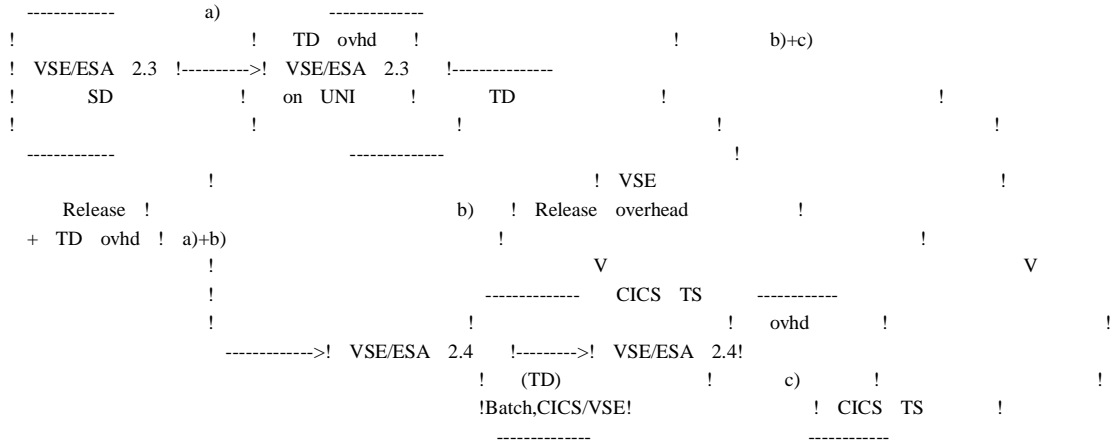 ------------- a) --------------
! ! TD ovhd ! ! b)+c)
! VSE/ESA 2.3 !---------->! VSE/ESA 2.3 !---------------
! SD ! on UNI ! TD ! !
! ! ! ! !
------------- -------------- !
! ! VSE !
Release ! b) ! Release overhead !
+ TD ovhd ! a)+b) ! !
! V V
! -------------- CICS TS ------------
! ! ! ovhd ! !
------------->! VSE/ESA 2.4 !--------->! VSE/ESA 2.4!
! (TD) ! c) ! !
!Batch,CICS/VSE! ! CICS TS !
-------------- ------------